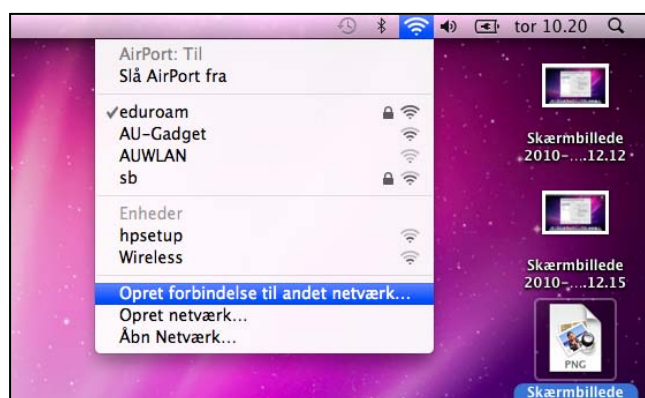 tor 10.20
AirPort: Til
Slå AirPort fra
eduroam
AU-Gadget
AUWLAN
sb
Enheder
hpsetup
Wireless
Opret forbindelse til andet netværk...
Opret netværk...
Åbn Netværk...
Skærmbillede
2010-...12.12
Skærmbillede
2010-...12.15
PNG
Skærmbillede